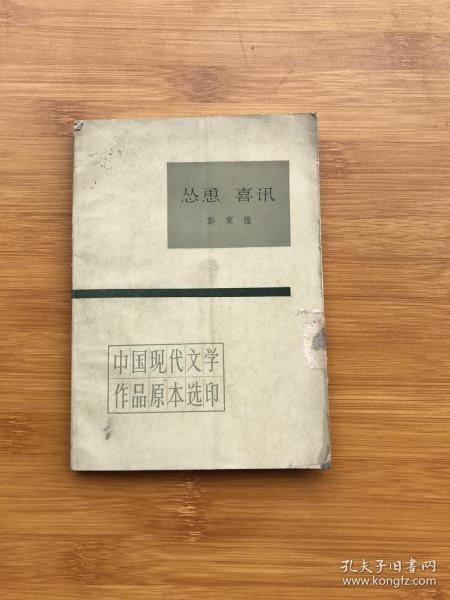 怂恿 喜讯
彭家煌
中国现代文学
作品原本选印
孔夫子旧书网
www.kongfz.com